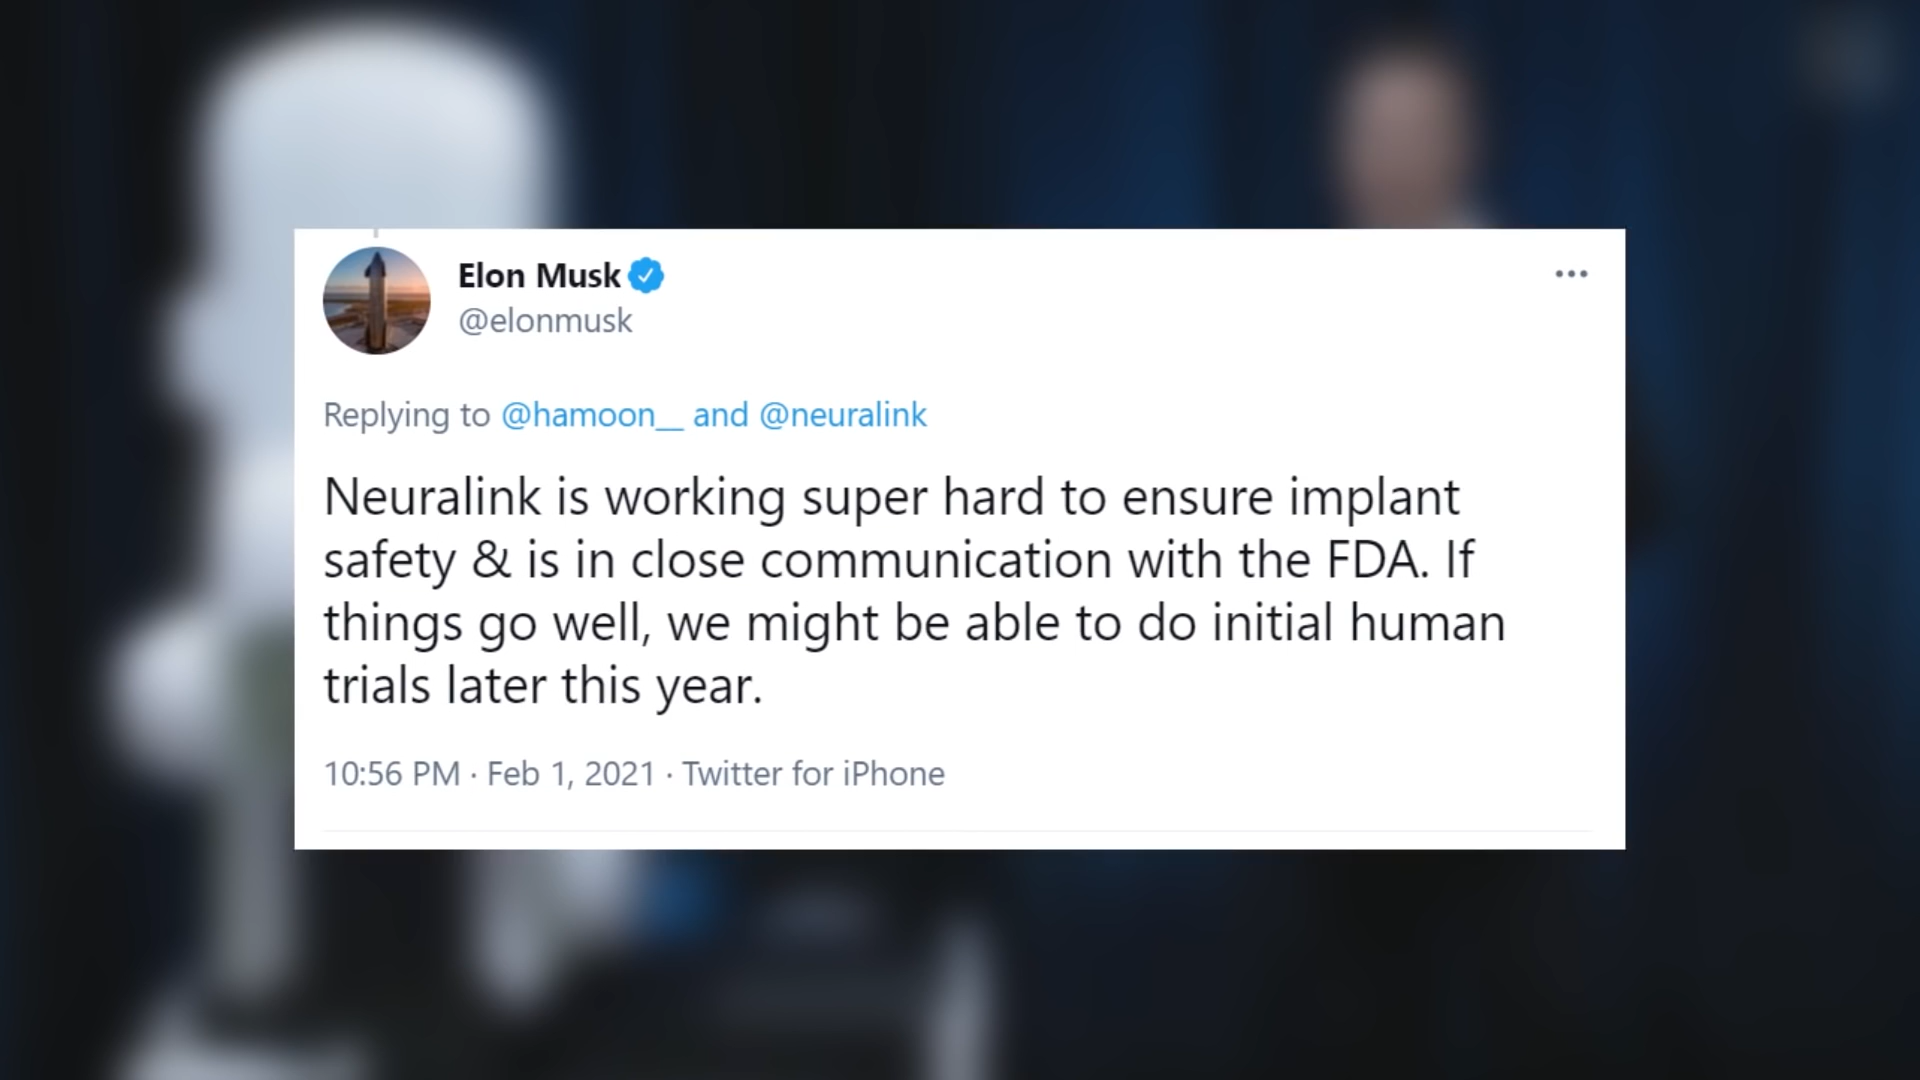 Elon Musk
@elonmusk
Replying to @hamoon__ and @neuralink
Neuralink is working super hard to ensure implant
safety & is in close communication with the FDA. If
things go well, we might be able to do initial human
trials later this year.
10:56 PM · Feb 1, 2021 · Twitter for iPhone